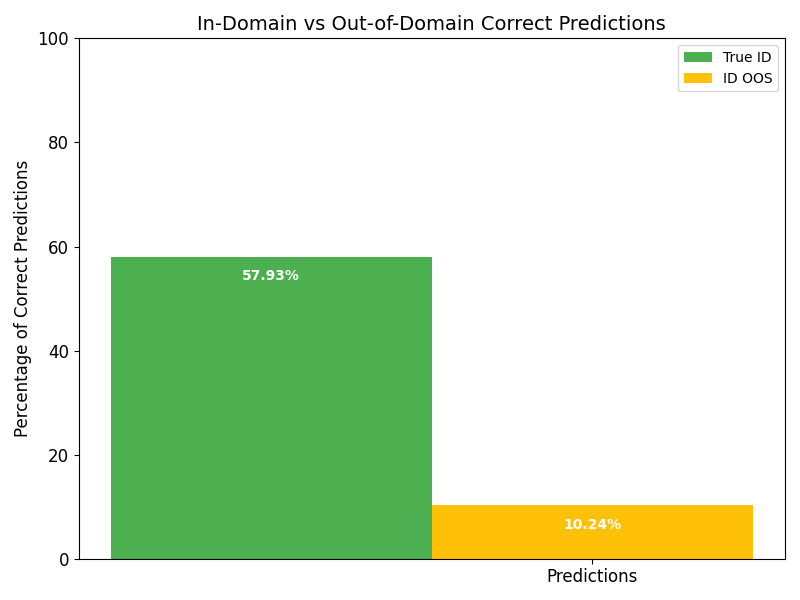 In-Domain vs Out-of-Domain Correct Predictions
True ID
ID OOS
Percentage of Correct Predictions
100
80
60
40
20
0
57.93%
10.24%
Predictions